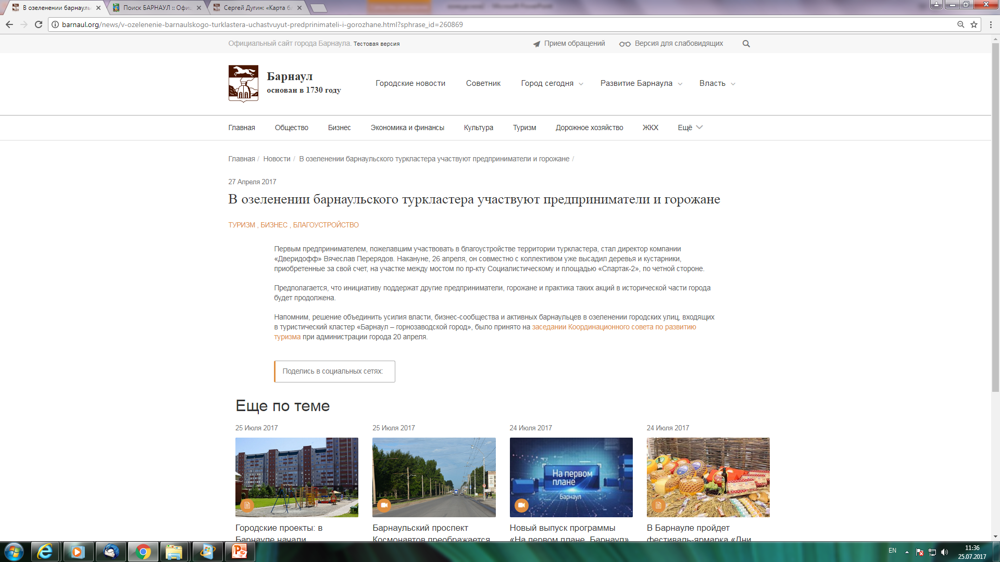 В озеленении барнауль
Поиск БАРНАУЛ :: Офиц
Сергей Дугин: «Карта бл
barnaul.org/news/v-ozelenenie-barnaulskogo-turklastera-uchastvuyut-predprinimateli-i-gorozhane.html?sphrase_id=260869
Официальный сайт города Барнаула. Тестовая версия
Прием обращений
Версия для слабовидящих
Барнаул
основан в 1730 году
Городские новости
Советник
Город сегодня
Развитие Барнаула
Власть
Главная
Общество
Бизнес
Экономика и финансы
Культура
Туризм
Дорожное хозяйство
ЖКХ
Ещё
Главная / Новости / В озеленении барнаульского туркластера участвуют предприниматели и горожане /
27 Апреля 2017
В озеленении барнаульского туркластера участвуют предприниматели и горожане
ТУРИЗМ , БИЗНЕС , БЛАГОУСТРОЙСТВО
Первым предпринимателем, пожелавшим участвовать в благоустройстве территории туркластера, стал директор компании
«Дверидофф» Вячеслав Перерядов. Накануне, 26 апреля, он совместно с коллективом уже высадил деревья и кустарники,
приобретенные за свой счет, на участке между мостом по пр-кту Социалистическому и площадью «Спартак-2», по четной стороне.
Предполагается, что инициативу поддержат другие предприниматели, горожане и практика таких акций в исторической части города
будет продолжена.
Напомним, решение объединить усилия власти, бизнес-сообщества и активных барнаульцев в озеленении городских улиц, входящих
в туристический кластер «Барнаул – горнозаводской город», было принято на заседании Координационного совета по развитию
туризма при администрации города 20 апреля.
Поделись в социальных сетях:
Еще по теме
25 Июля 2017
25 Июля 2017
24 Июля 2017
24 Июля 2017
На первом
плане
Барнаул
Городские проекты: в
Барнауле начали
Барнаульский проспект
Космонавтов преображается
Новый выпуск программы
«На первом плане. Барнаул»
В Барнауле пройдет
фестиваль-ярмарка «Дни
EN
11:36
25.07.2017